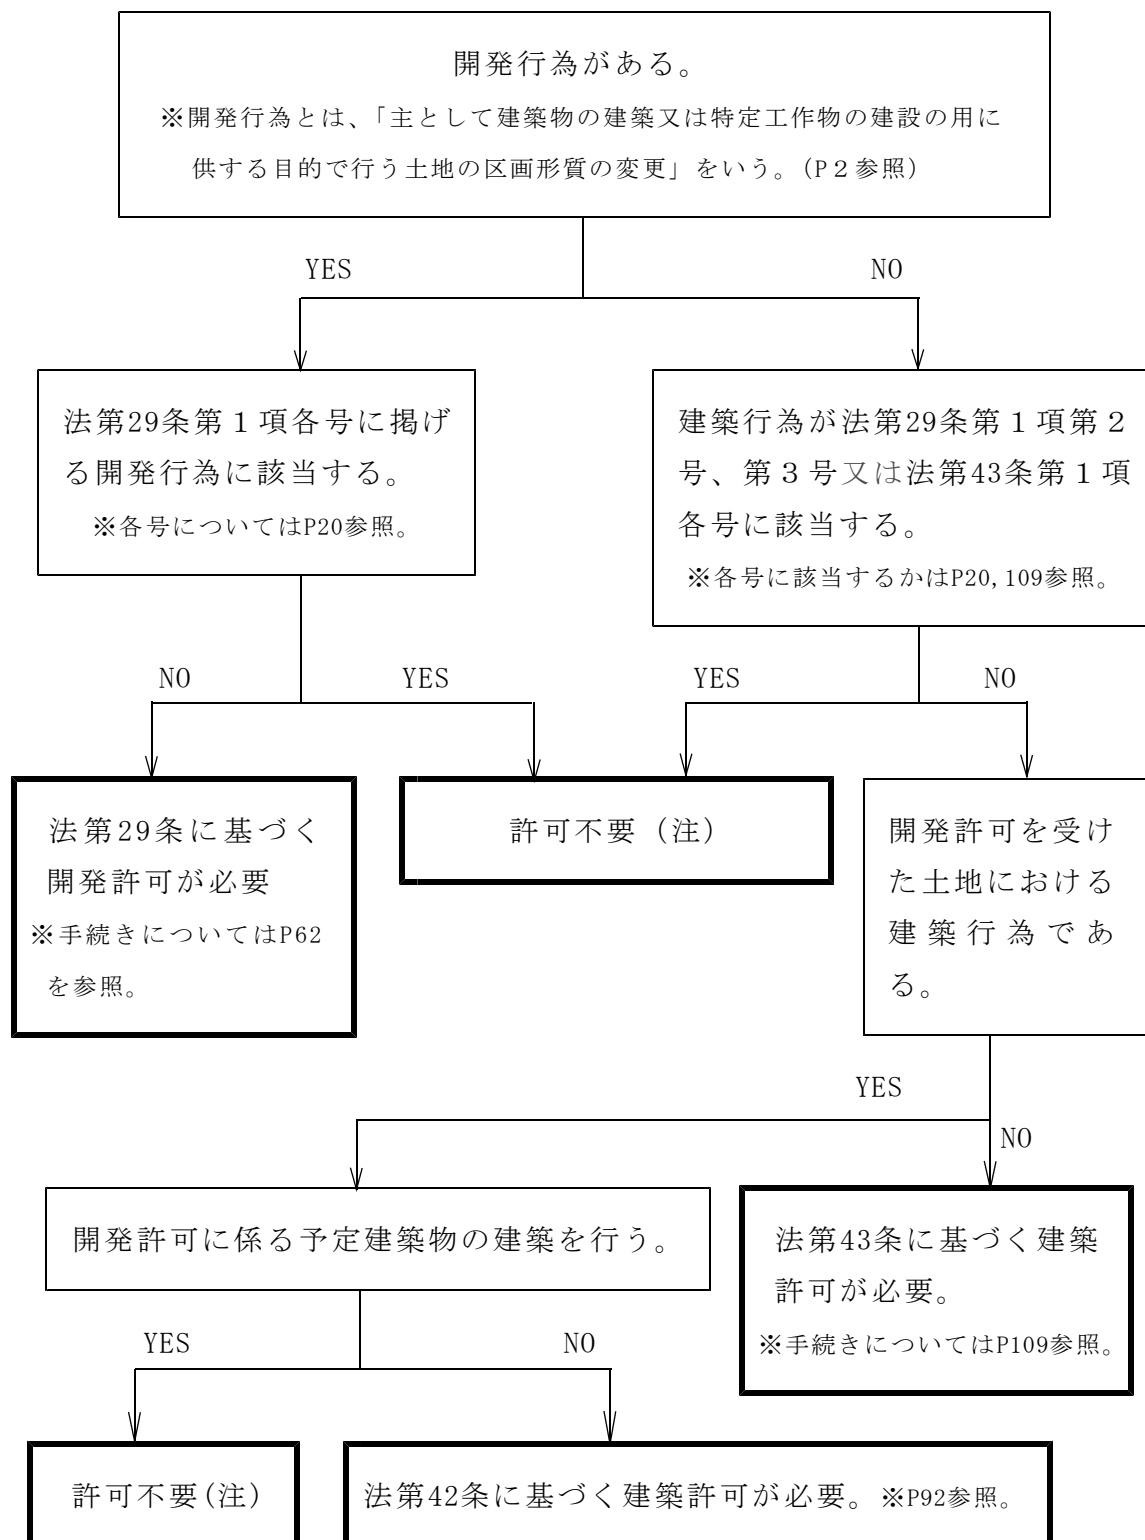 開発行為がある。
※開発行為とは、「主として建築物の建築又は特定工作物の建設の用に
供する目的で行う土地の区画形質の変更」をいう。（P２参照）
YES
NO
法第29条第１項各号に掲げ
る開発行為に該当する。
※各号についてはP20参照。
建築行為が法第29条第１項第２
号、第３号又は法第43条第１項
各号に該当する。
※各号に該当するかはP20,109参照。
NO
YES
YES
NO
法第29条に基づく
開発許可が必要
※手続きについてはP62
を参照。
許可不要（注）
開発許可を受け
た土地における
建築行為であ
る。
YES
NO
開発許可に係る予定建築物の建築を行う。
法第43条に基づく建築
許可が必要。
※手続きについてはP109参照。
YES
NO
許可不要(注)
法第42条に基づく建築許可が必要。※P92参照。